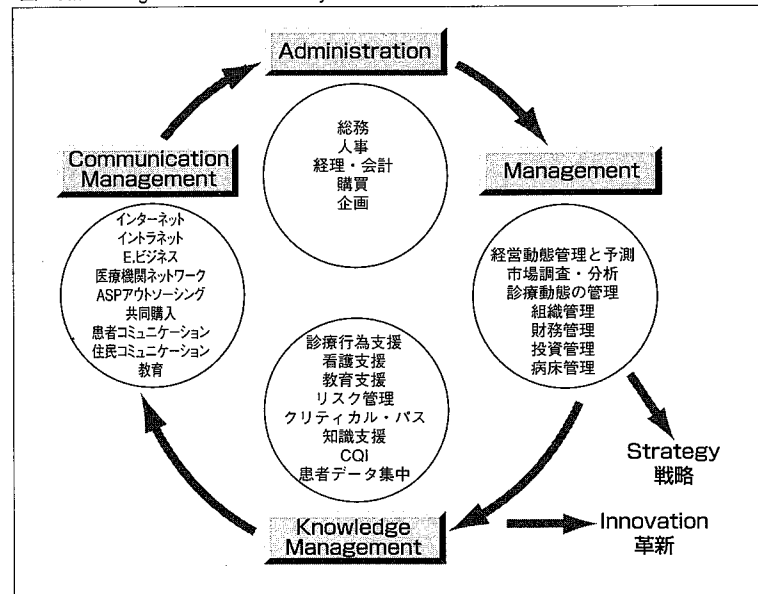 Administration
総務
人事
経理・会計
購買
企画
Management
経営動態管理と予測
市場調査・分析
診療動態の管理
組織管理
財務管理
投資管理
病床管理
Strategy
戦略
Innovation
革新
Knowledge
Management
診療行為支援
看護支援
教育支援
リスク管理
クリティカル・パス
知識支援
CQI
患者データ集中
Communication
Management
インターネット
イントラネット
E.ビジネス
医療機関ネットワーク
ASPアウトソーシング
共同購入
患者コミュニケーション
住民コミュニケーション
教育